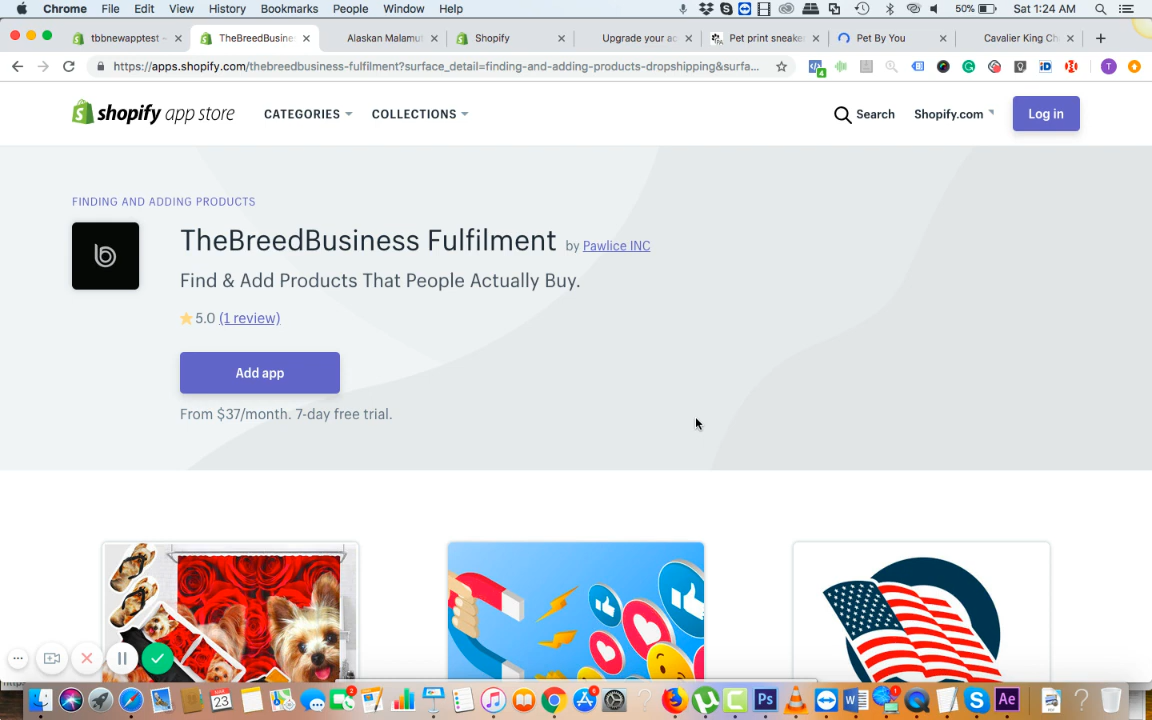 Chrome File Edit View History Bookmarks People Window Help 50% Sat 1:24 AM
tbbnewapptest TheBreedBusine Alaskan Malamut Shopify Upgrade your ac Pet print sneake Pet By You Cavalier King Ch
https://apps.shopify.com/thebreedbusiness-fulfilment?surface_detail=finding-and-adding-products-dropshipping&surfa...
shopify app store CATEGORIES COLLECTIONS Search Shopify.com Log in
FINDING AND ADDING PRODUCTS
TheBreedBusiness Fulfilment by Pawlice INC
Find & Add Products That People Actually Buy.
5.0 (1 review)
Add app
From $37/month. 7-day free trial.